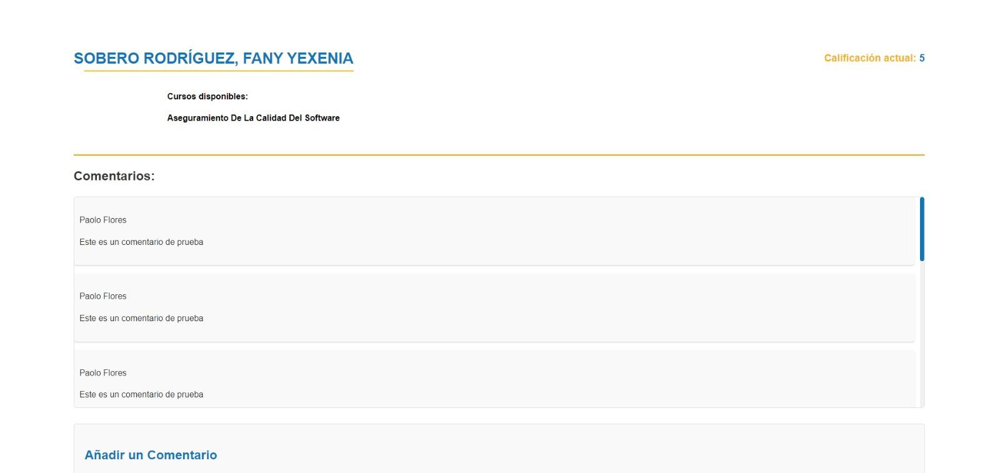 SOBERO RODRÍGUEZ, FANY YEXENIA
Calificación actual: 5
Cursos disponibles:
Aseguramiento De La Calidad Del Software
Comentarios:
Paolo Flores
Este es un comentario de prueba
Paolo Flores
Este es un comentario de prueba
Paolo Flores
Este es un comentario de prueba
Añadir un Comentario